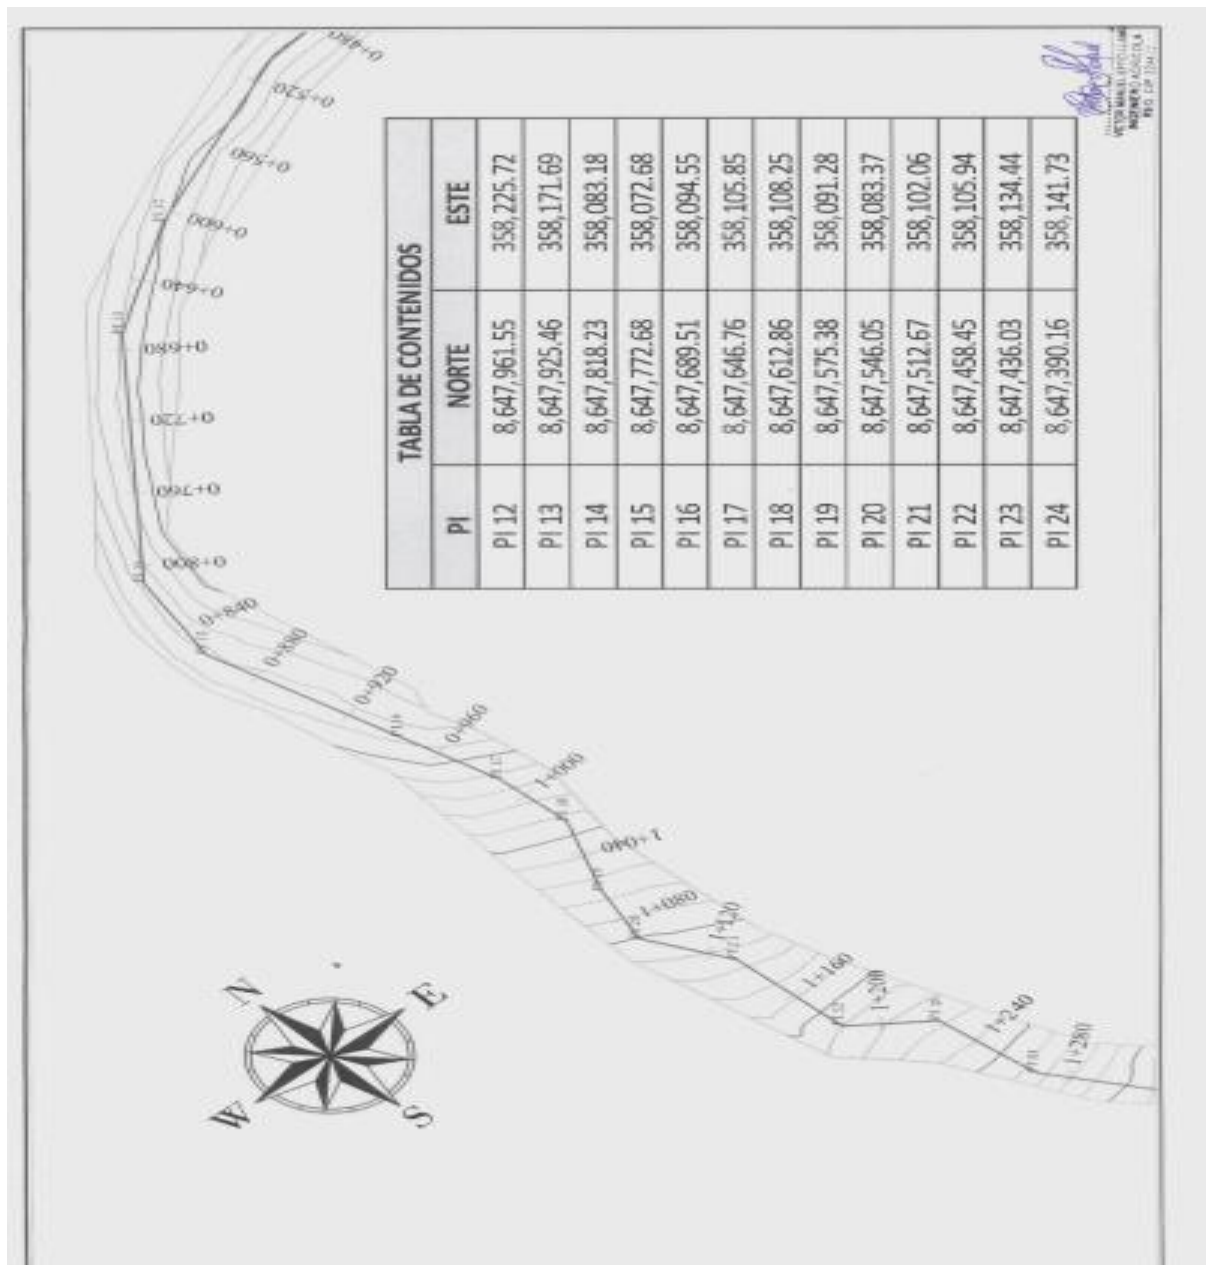 TABLA DE CONTENIDOS
PI NORTE ESTE
PI 12 8,647,961.55 358,225.72
PI 13 8,647,925.46 358,171.69
PI 14 8,647,818.23 358,083.18
PI 15 8,647,772.68 358,072.68
PI 16 8,647,689.51 358,094.55
PI 17 8,647,646.76 358,105.85
PI 18 8,647,612.86 358,108.25
PI 19 8,647,575.38 358,091.28
PI 20 8,647,546.05 358,083.37
PI 21 8,647,512.67 358,102.06
PI 22 8,647,458.45 358,105.94
PI 23 8,647,436.03 358,134.44
PI 24 8,647,390.16 358,141.73
0+480
0+520
0+560
0+600
0+640
0+680
0+720
0+760
0+800
0+840
0+880
0+920
0+960
1+000
1+040
1+080
1+120
1+160
1+200
1+240
1+280
N
E
S
W
INGENIERO AGRICOLA